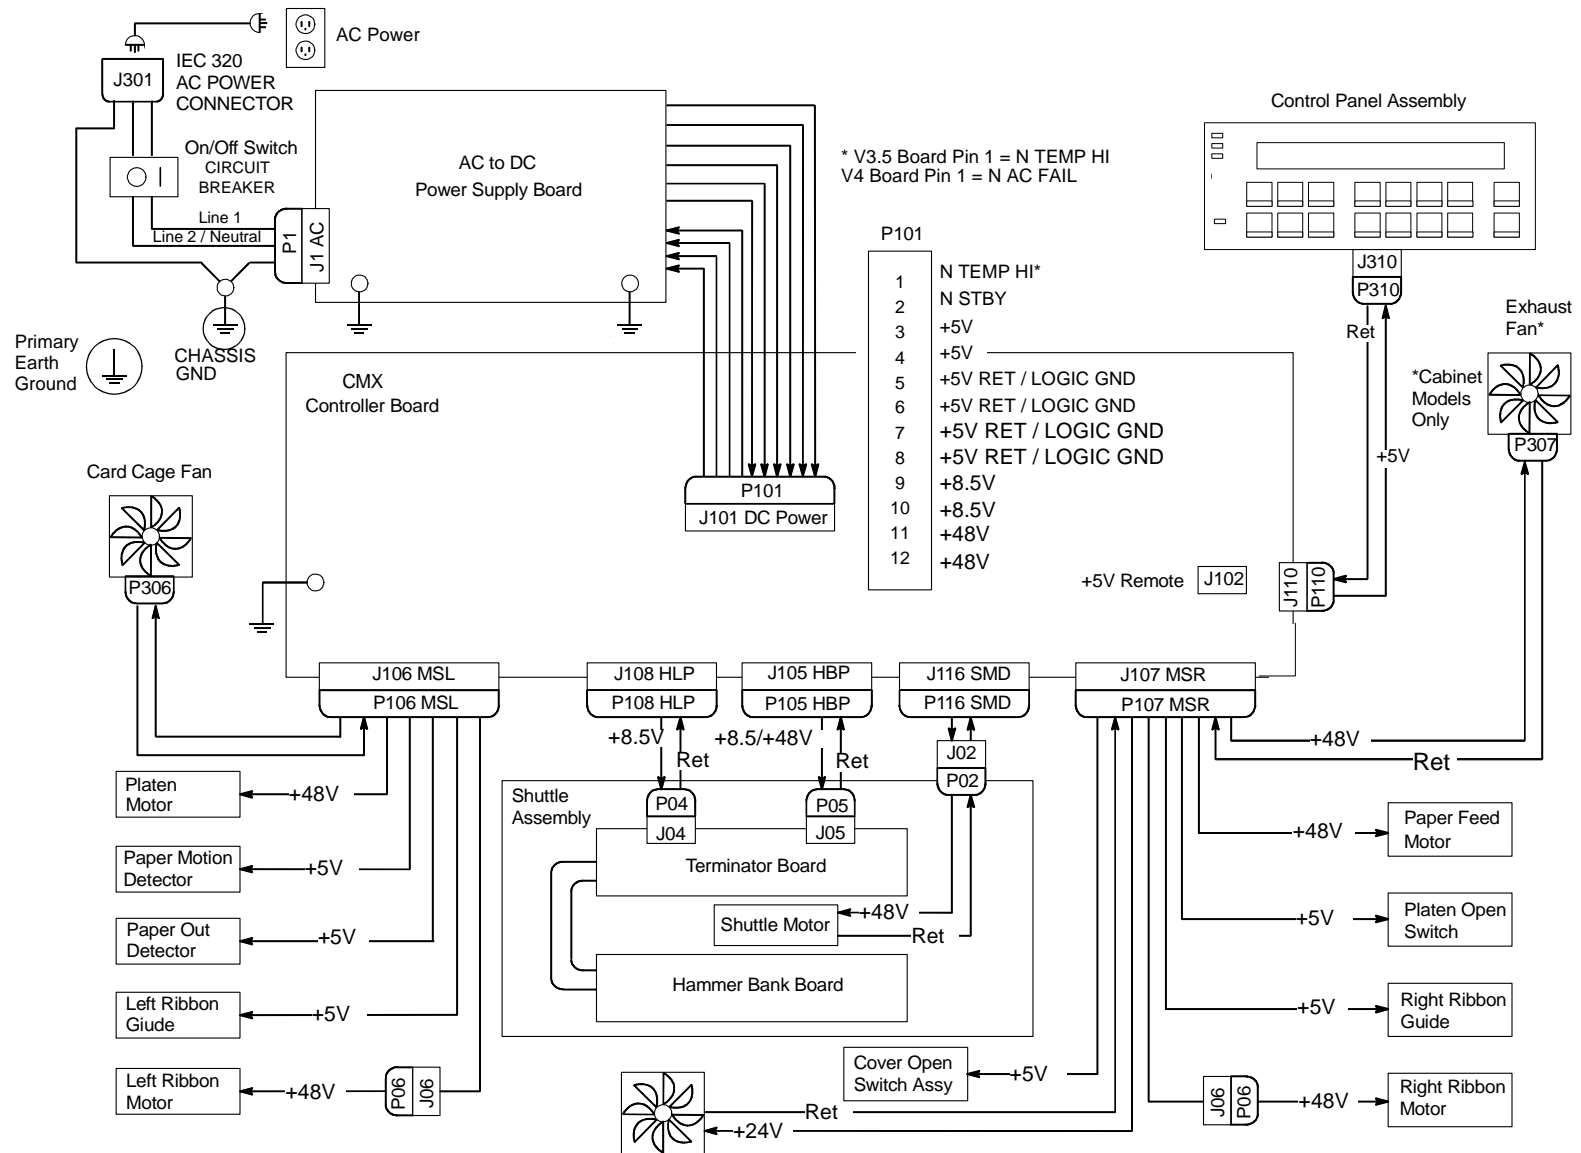 AC Power
IEC 320
AC POWER
CONNECTOR
J301
On/Off Switch
CIRCUIT
BREAKER
Line 1
Line 2 / Neutral
P1
J1 AC
AC to DC
Power Supply Board
* V3.5 Board Pin 1 = N TEMP HI
V4 Board Pin 1 = N AC FAIL
Control Panel Assembly
J310
P310
Ret
+5V
Exhaust
Fan*
*Cabinet
Models
Only
P307
Primary
Earth
Ground
CHASSIS
GND
CMX
Controller Board
P101
1 N TEMP HI*
2 N STBY
3 +5V
4 +5V
5 +5V RET / LOGIC GND
6 +5V RET / LOGIC GND
7 +5V RET / LOGIC GND
8 +5V RET / LOGIC GND
9 +8.5V
10 +8.5V
11 +48V
12 +48V
P101
J101 DC Power
Card Cage Fan
P306
+5V Remote
J102
J110
P110
J106 MSL
P106 MSL
J108 HLP
P108 HLP
J105 HBP
P105 HBP
J116 SMD
P116 SMD
J107 MSR
P107 MSR
+8.5V
Ret
+8.5/+48V
Ret
J02
P02
+48V
Ret
Platen
Motor
+48V
Paper Motion
Detector
+5V
Paper Out
Detector
+5V
Left Ribbon
Giude
+5V
Left Ribbon
Motor
+48V
P06
J06
Shuttle
Assembly
P04
J04
P05
J05
Terminator Board
Shuttle Motor
+48V
Ret
Hammer Bank Board
Cover Open
Switch Assy
+5V
Ret
+24V
+48V
Paper Feed
Motor
+5V
Platen Open
Switch
+5V
Right Ribbon
Guide
J06
P06
+48V
Right Ribbon
Motor